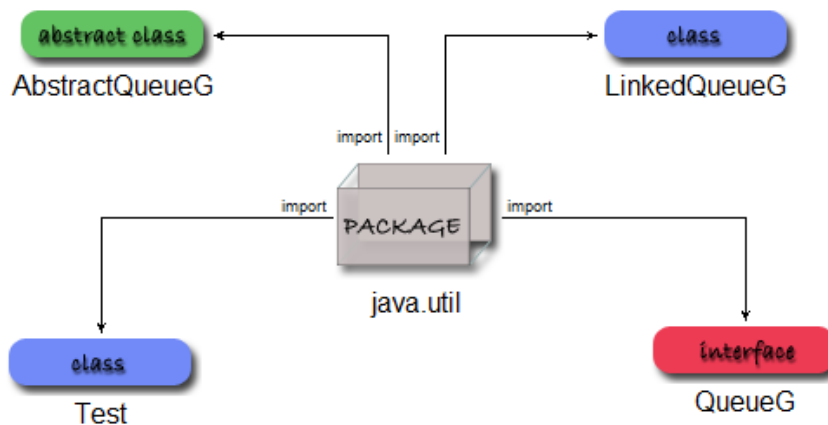 abstract class
AbstractQueueG
class
LinkedQueueG
import
import
import
import
PACKAGE
java.util
class
Test
interface
QueueG